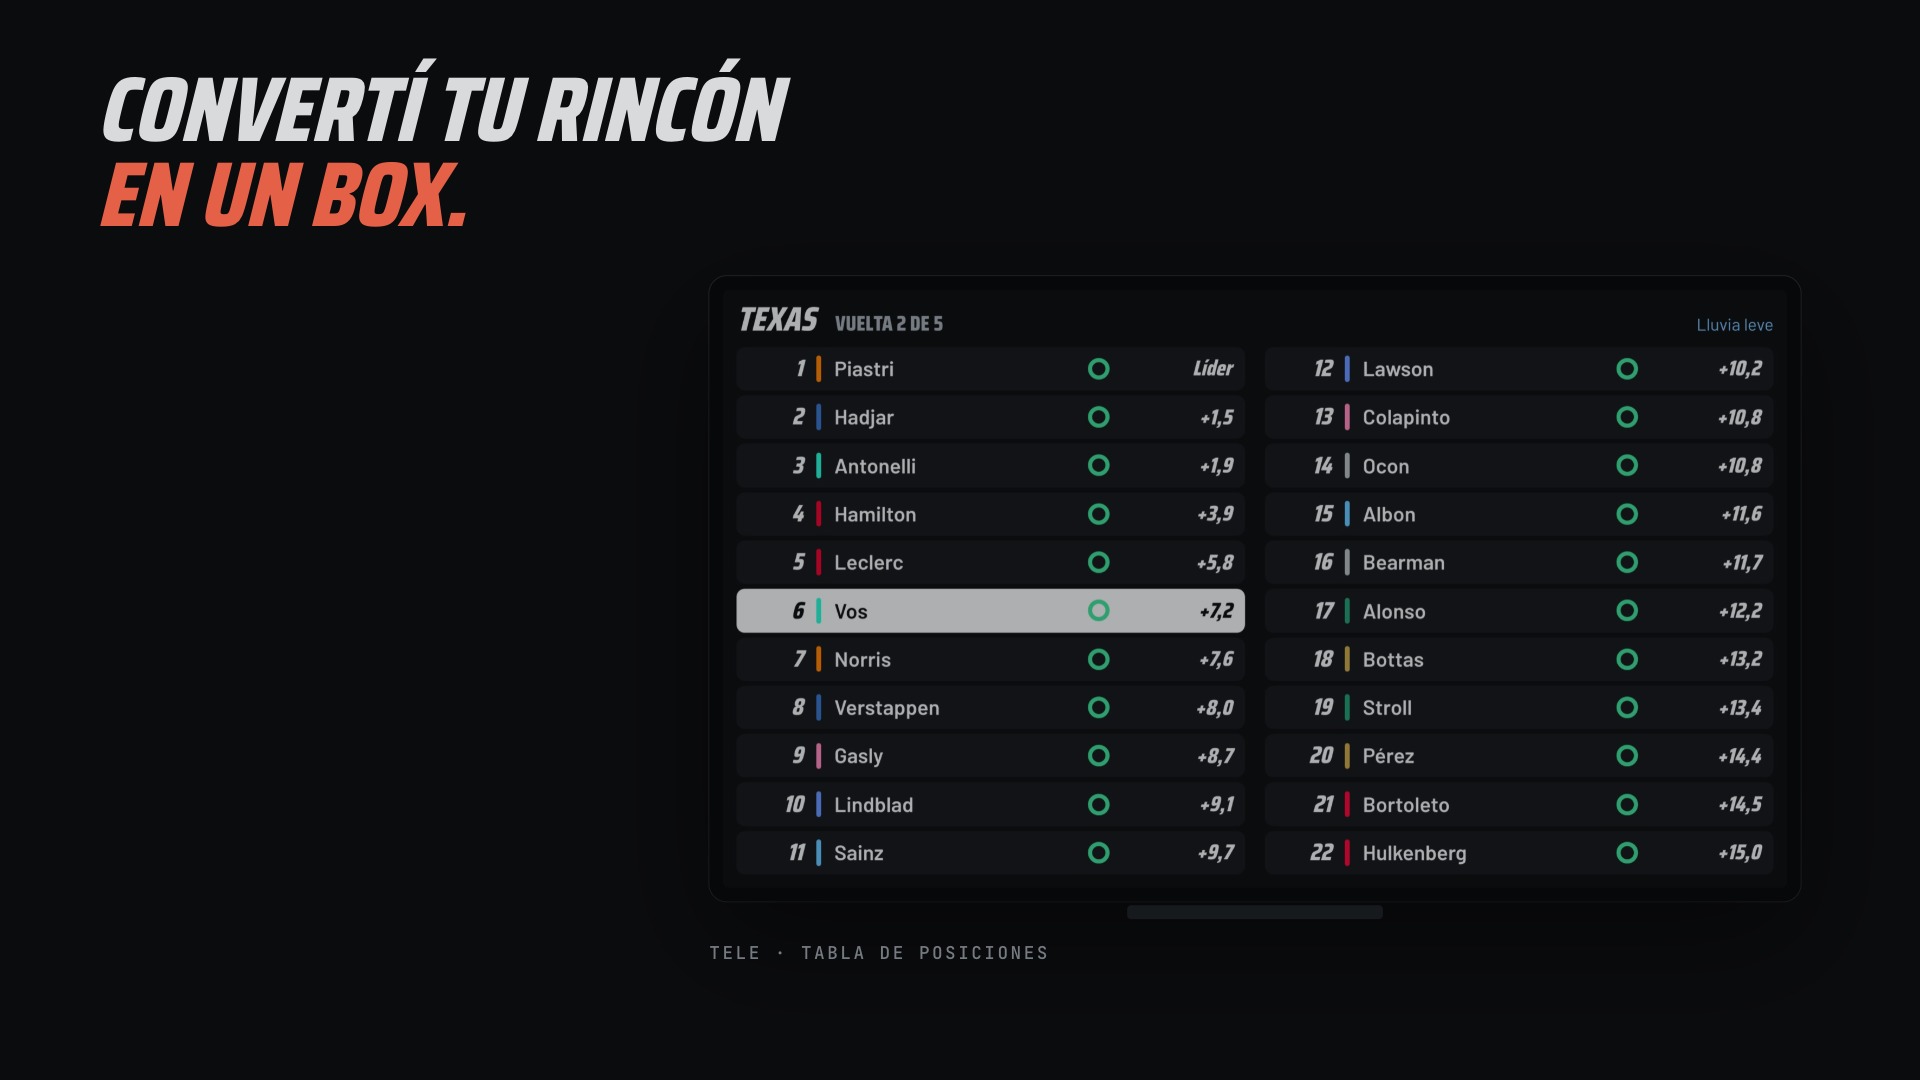 CONVERTÍ TU RINCÓN
EN UN BOX.
TEXAS VUELTA 2 DE 5 Lluvia leve
1 Piastri Líder
2 Hadjar +1,5
3 Antonelli +1,9
4 Hamilton +3,9
5 Leclerc +5,8
6 Vos +7,2
7 Norris +7,6
8 Verstappen +8,0
9 Gasly +8,7
10 Lindblad +9,1
11 Sainz +9,7
12 Lawson +10,2
13 Colapinto +10,8
14 Ocon +10,8
15 Albon +11,6
16 Bearman +11,7
17 Alonso +12,2
18 Bottas +13,2
19 Stroll +13,4
20 Pérez +14,4
21 Bortoleto +14,5
22 Hulkenberg +15,0
TELE · TABLA DE POSICIONES